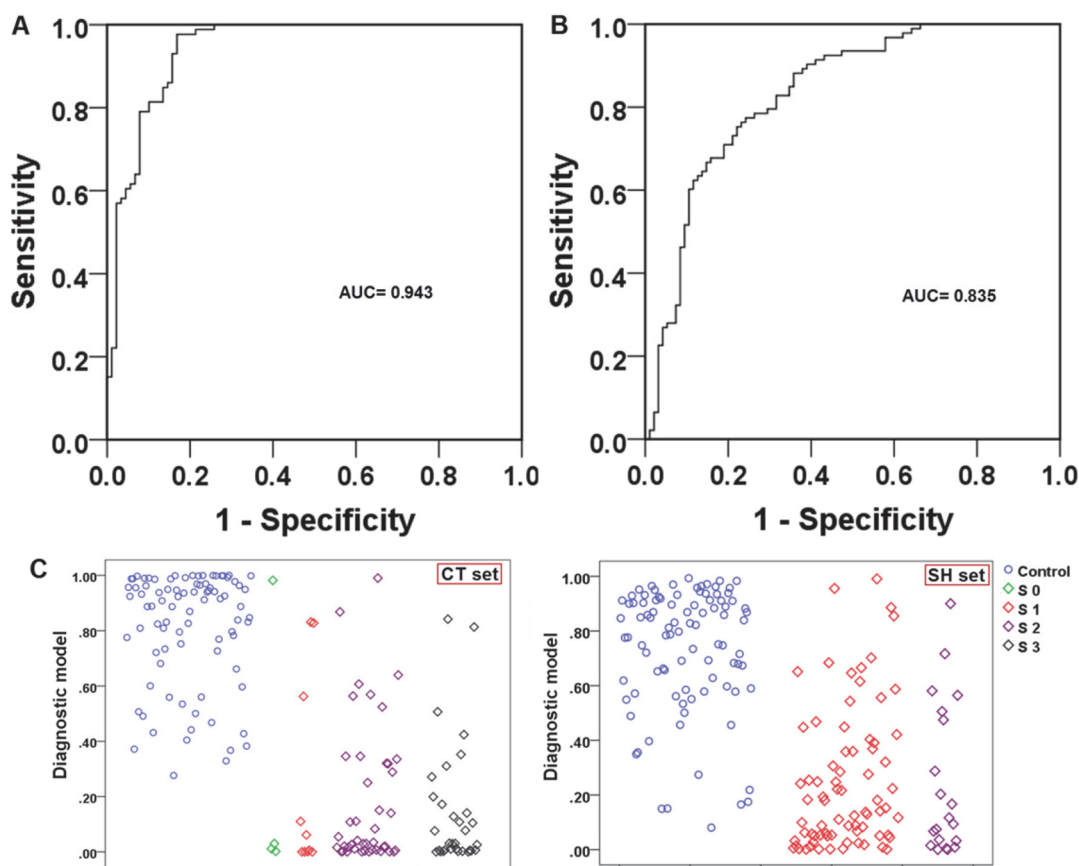 A
1.0
0.8
0.6
0.4
0.2
0.0
Sensitivity
AUC= 0.943
0.0 0.2 0.4 0.6 0.8 1.0
1 - Specificity
B
1.0
0.8
0.6
0.4
0.2
0.0
Sensitivity
AUC= 0.835
0.0 0.2 0.4 0.6 0.8 1.0
1 - Specificity
C
CT set
1.00
.80
.60
.40
.20
.00
Diagnostic model
SH set
1.00
.80
.60
.40
.20
.00
Diagnostic model
Control
S 0
S 1
S 2
S 3